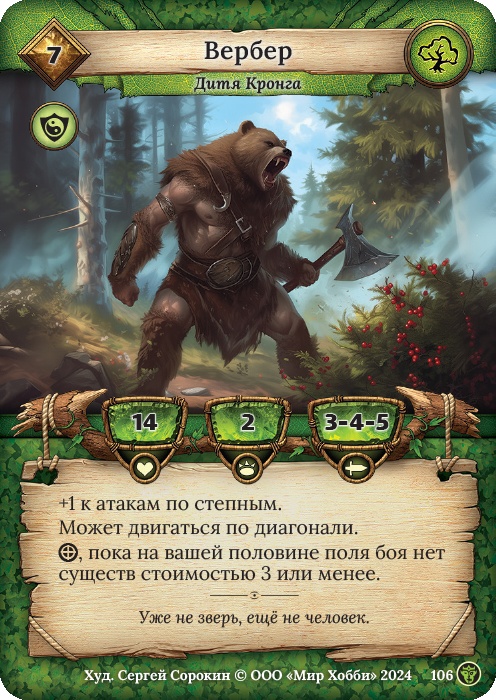 7
Вербер
Дитя Кронга
14
2
3-4-5
+1 к атакам по степным.
Может двигаться по диагонали.
, пока на вашей половине поля боя нет
существ стоимостью 3 или менее.
Уже не зверь, ещё не человек.
Худ. Сергей Сорокин © ООО «Мир Хобби» 2024 106